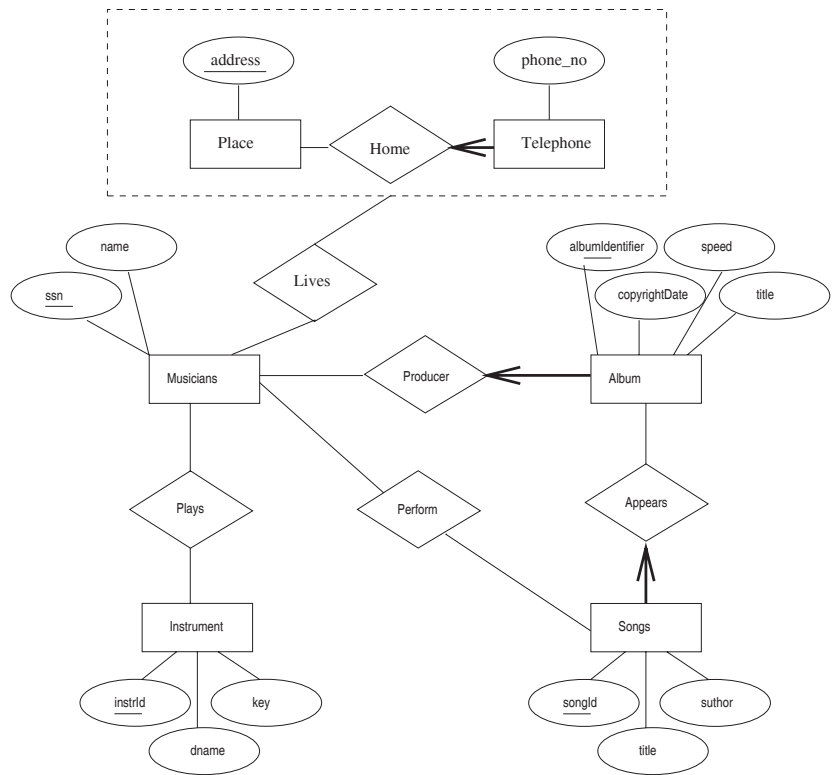 address
phone_no
Place
Home
Telephone
name
albumIdentifier
speed
ssn
Lives
copyrightDate
title
Musicians
Producer
Album
Plays
Perform
Appears
Instrument
Songs
instrId
key
songId
suthor
dname
title